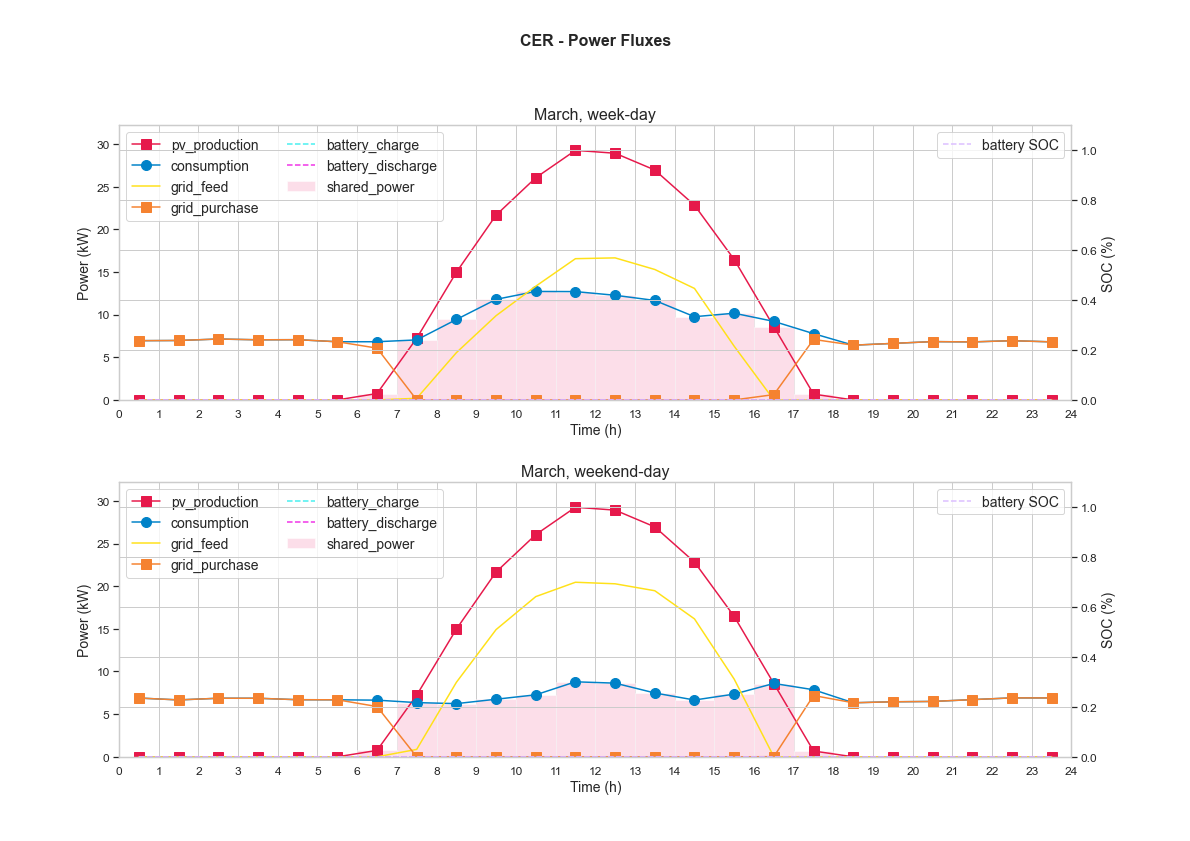 CER - Power Fluxes
March, week-day
pv_production
consumption
grid_feed
grid_purchase
battery_charge
battery_discharge
shared_power
battery SOC
Power (kW)
30
25
20
15
10
5
0
SOC (%)
1.0
0.8
0.6
0.4
0.2
0.0
0 1 2 3 4 5 6 7 8 9 10 11 12 13 14 15 16 17 18 19 20 21 22 23 24
Time (h)
March, weekend-day
pv_production
consumption
grid_feed
grid_purchase
battery_charge
battery_discharge
shared_power
battery SOC
Power (kW)
30
25
20
15
10
5
0
SOC (%)
1.0
0.8
0.6
0.4
0.2
0.0
0 1 2 3 4 5 6 7 8 9 10 11 12 13 14 15 16 17 18 19 20 21 22 23 24
Time (h)